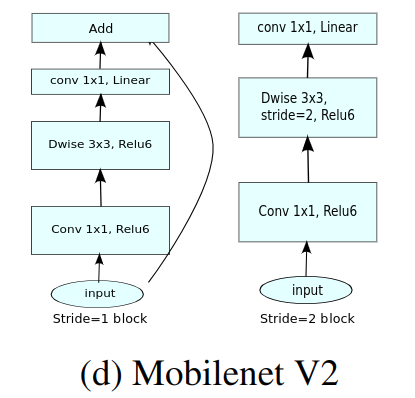 Add
conv 1x1, Linear
Dwise 3x3, Relu6
Conv 1x1, Relu6
input
Stride=1 block
conv 1x1, Linear
Dwise 3x3,
stride=2, Relu6
Conv 1x1, Relu6
input
Stride=2 block
(d) Mobilenet V2